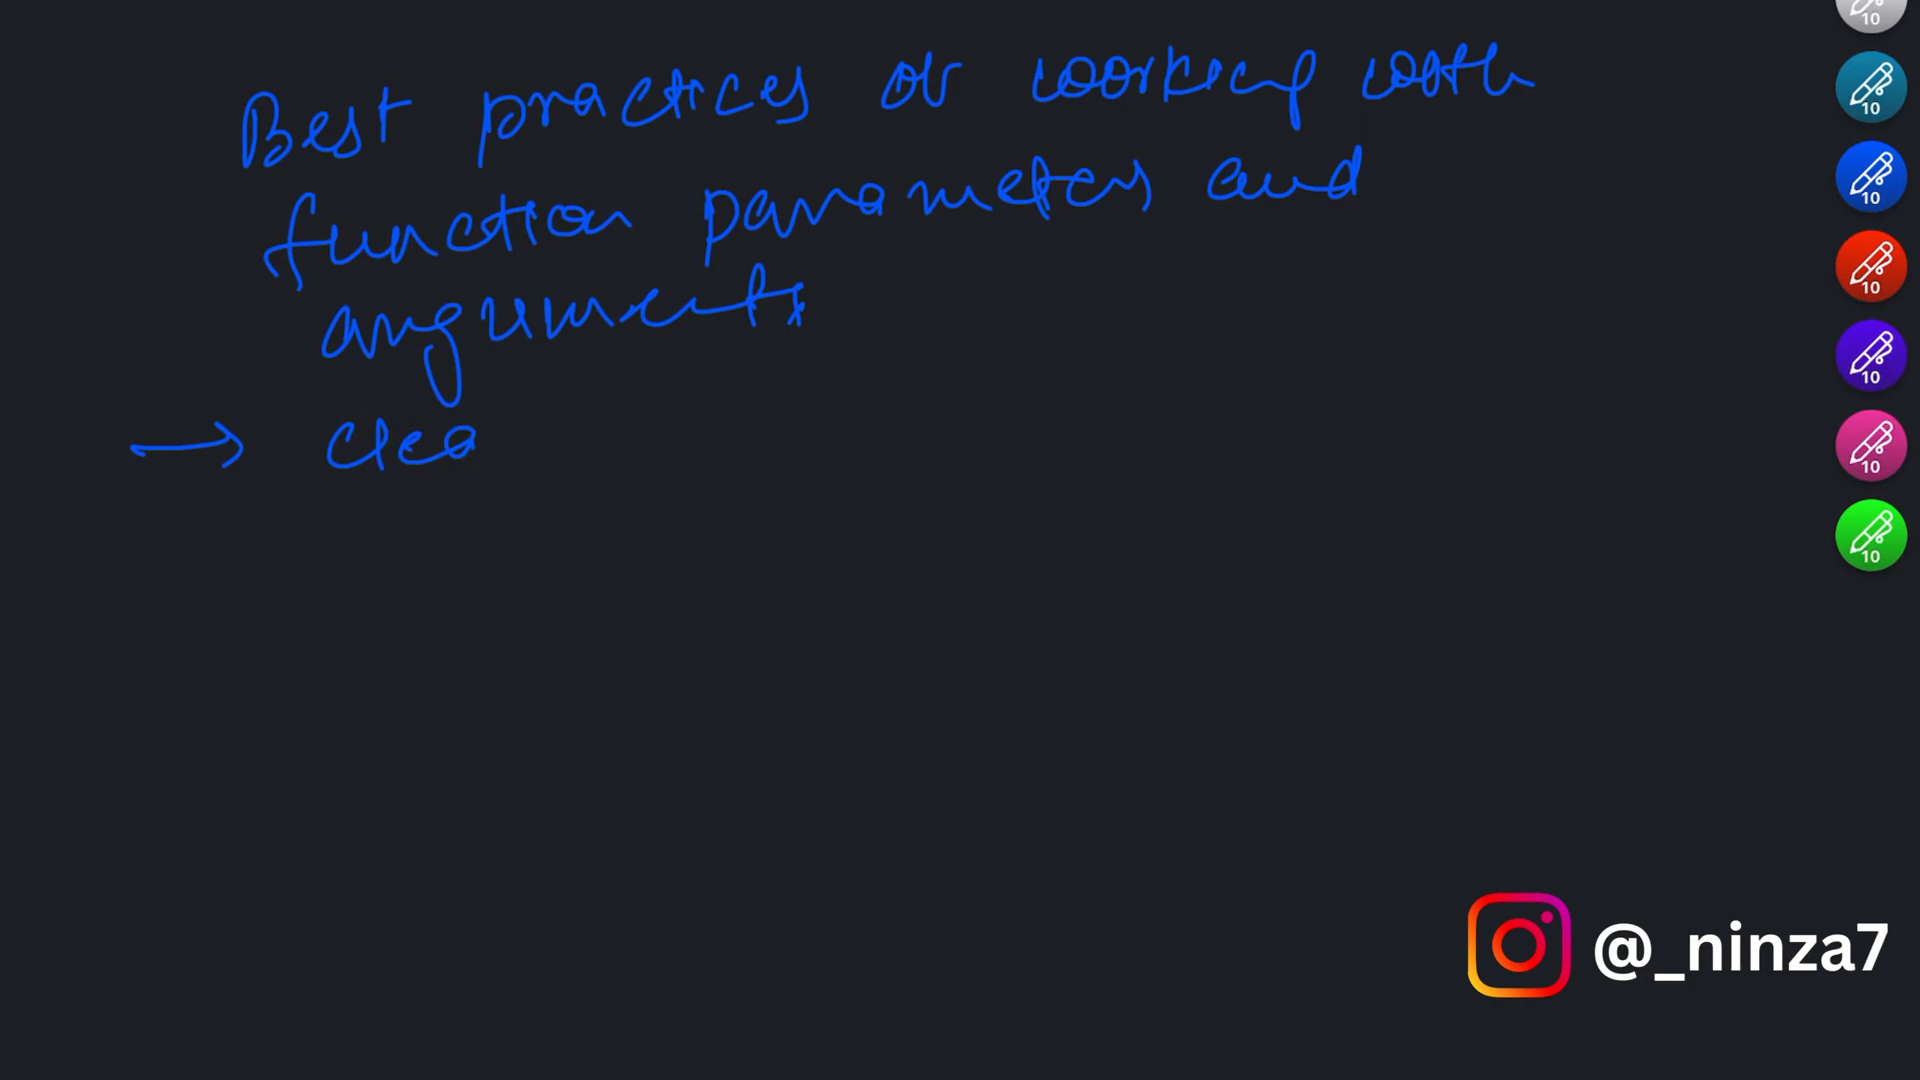 10
Best practices of working with
10
function parameters and
10
arguments
10
10
→ clea
10
10
@_ninza7